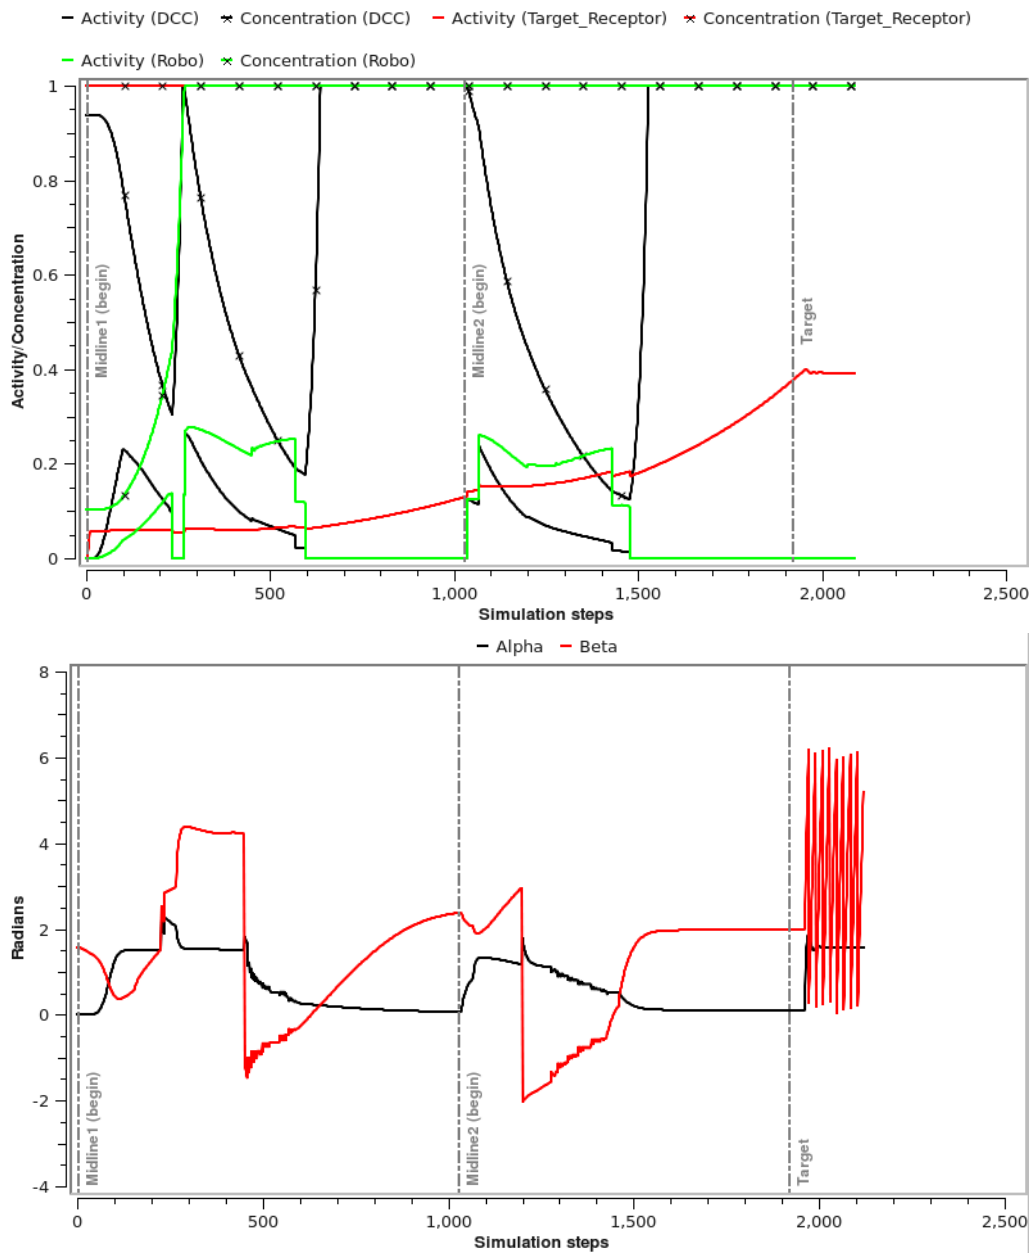 Activity (DCC) Concentration (DCC) Activity (Target_Receptor) Concentration (Target_Receptor)
Activity (Robo) Concentration (Robo)
Activity/Concentration
1
0.8
0.6
0.4
0.2
0
Midline1 (begin)
Midline2 (begin)
Target
0 500 1,000 1,500 2,000 2,500
Simulation steps
Alpha Beta
Radians
8
6
4
2
0
-2
-4
Midline1 (begin)
Midline2 (begin)
Target
0 500 1,000 1,500 2,000 2,500
Simulation steps